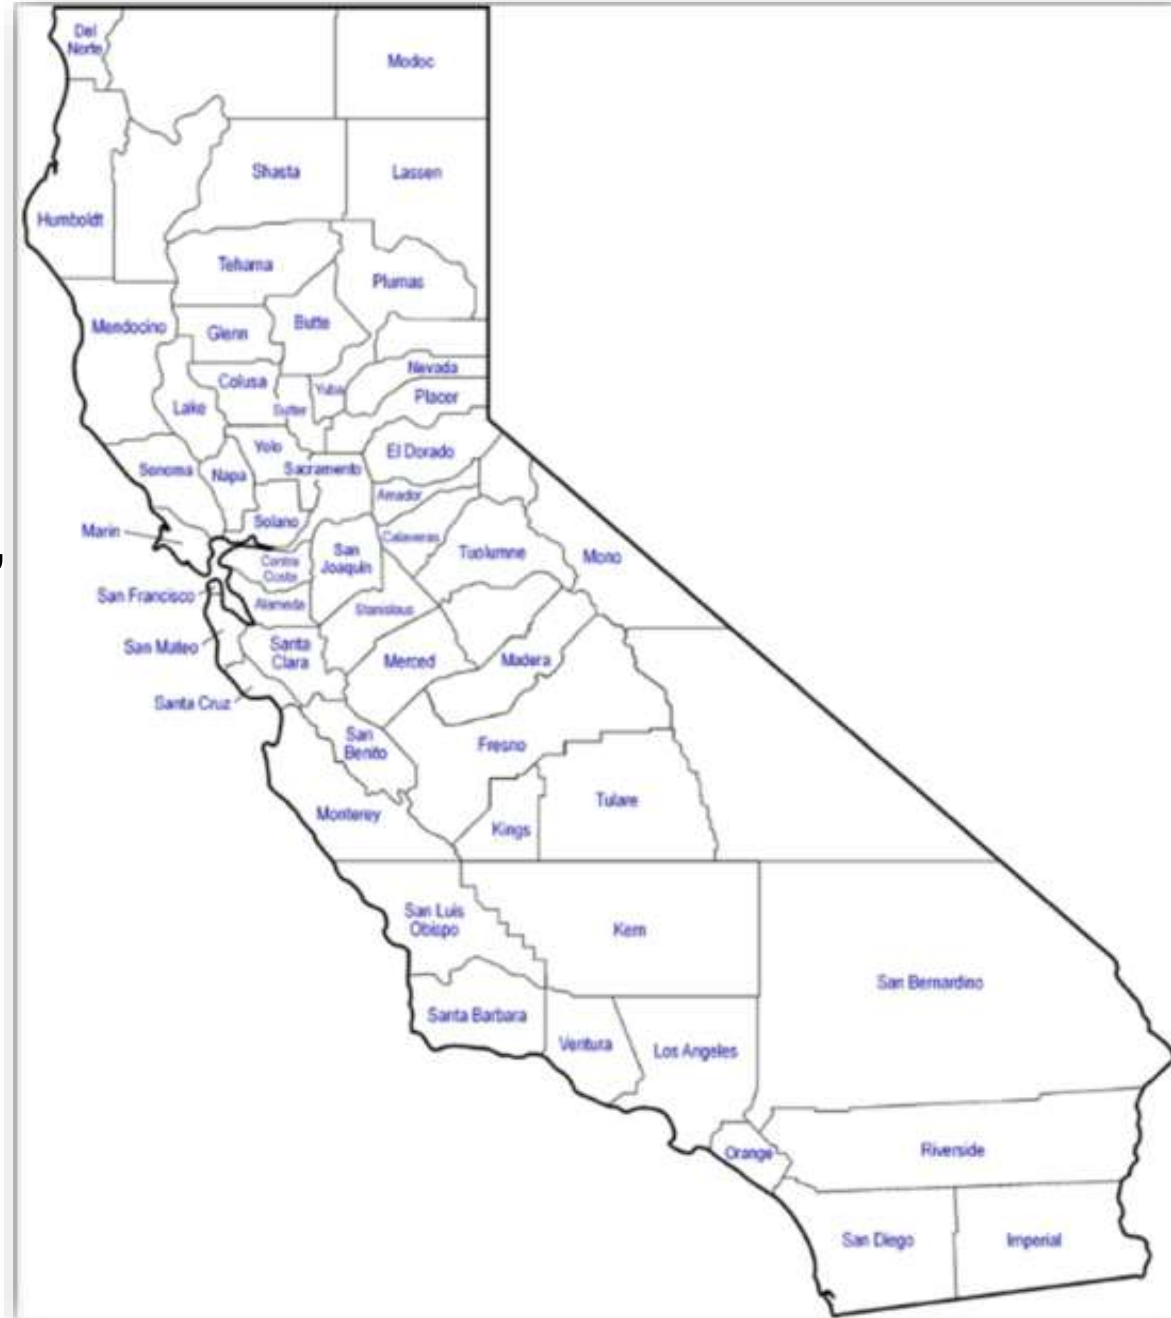 Del
Norte
Modoc
Shasta
Lassen
Humboldt
Tehama
Plumas
Mendocino
Glenn
Butte
Colusa
Nevada
Yuba
Placer
Lake
Sutter
Yolo
El Dorado
Sonoma
Napa
Sacramento
Amador
Solano
Marin
Calaveras
San
Joaquin
Tuolumne
Mono
Contra
Costa
San Francisco
Alameda
Stanislaus
San Mateo
Santa
Clara
Merced
Madera
Santa Cruz
San
Benito
Fresno
Tulare
Monterey
Kings
San Luis
Obispo
Kern
San Bernardino
Santa Barbara
Ventura
Los Angeles
Orange
Riverside
San Diego
Imperial